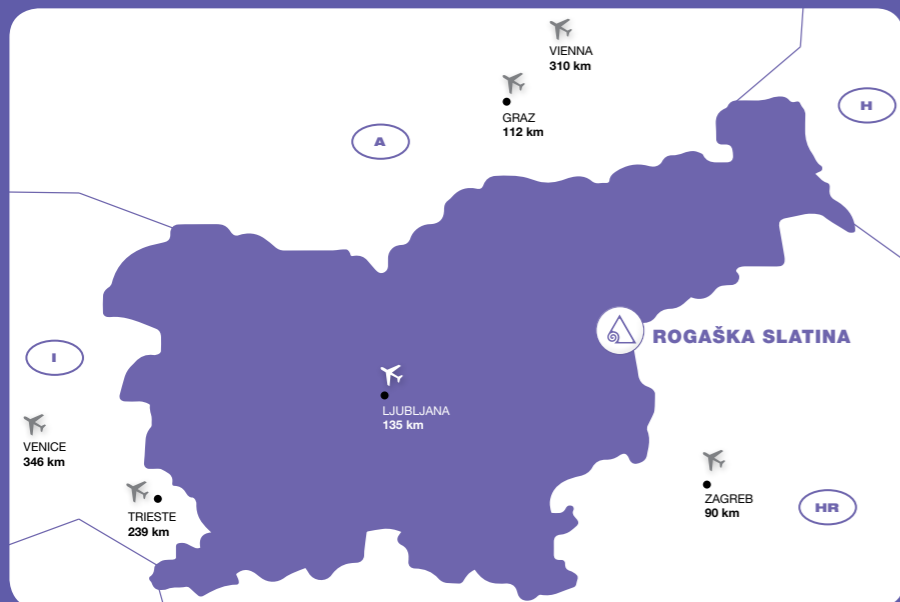 VIENNA
310 km
GRAZ
112 km
A
H
ROGAŠKA SLATINA
I
LJUBLJANA
135 km
VENICE
346 km
TRIESTE
239 km
ZAGREB
90 km
HR